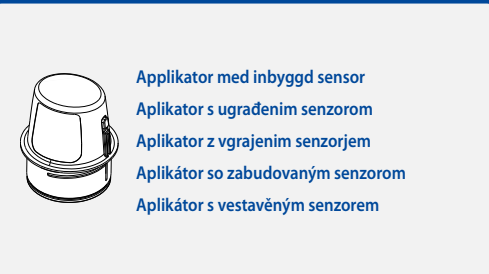 Applikator med inbyggd sensor
Aplikator s ugrađenim senzorom
Aplikator z vgrajenim senzorjem
Aplikátor so zabudovaným senzorom
Aplikátor s vestavěným senzorem